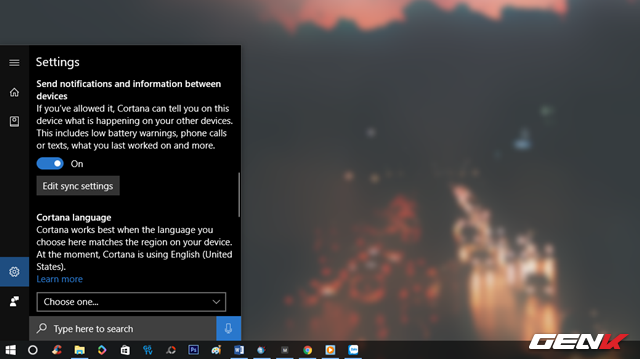 Settings
Send notifications and information between
devices
If you've allowed it, Cortana can tell you on this
device what is happening on your other devices.
This includes low battery warnings, phone calls
or texts, what you last worked on and more.
On
Edit sync settings
Cortana language
Cortana works best when the language you
choose here matches the region on your device.
At the moment, Cortana is using English (United
States).
Learn more
Choose one...
Type here to search
GENK